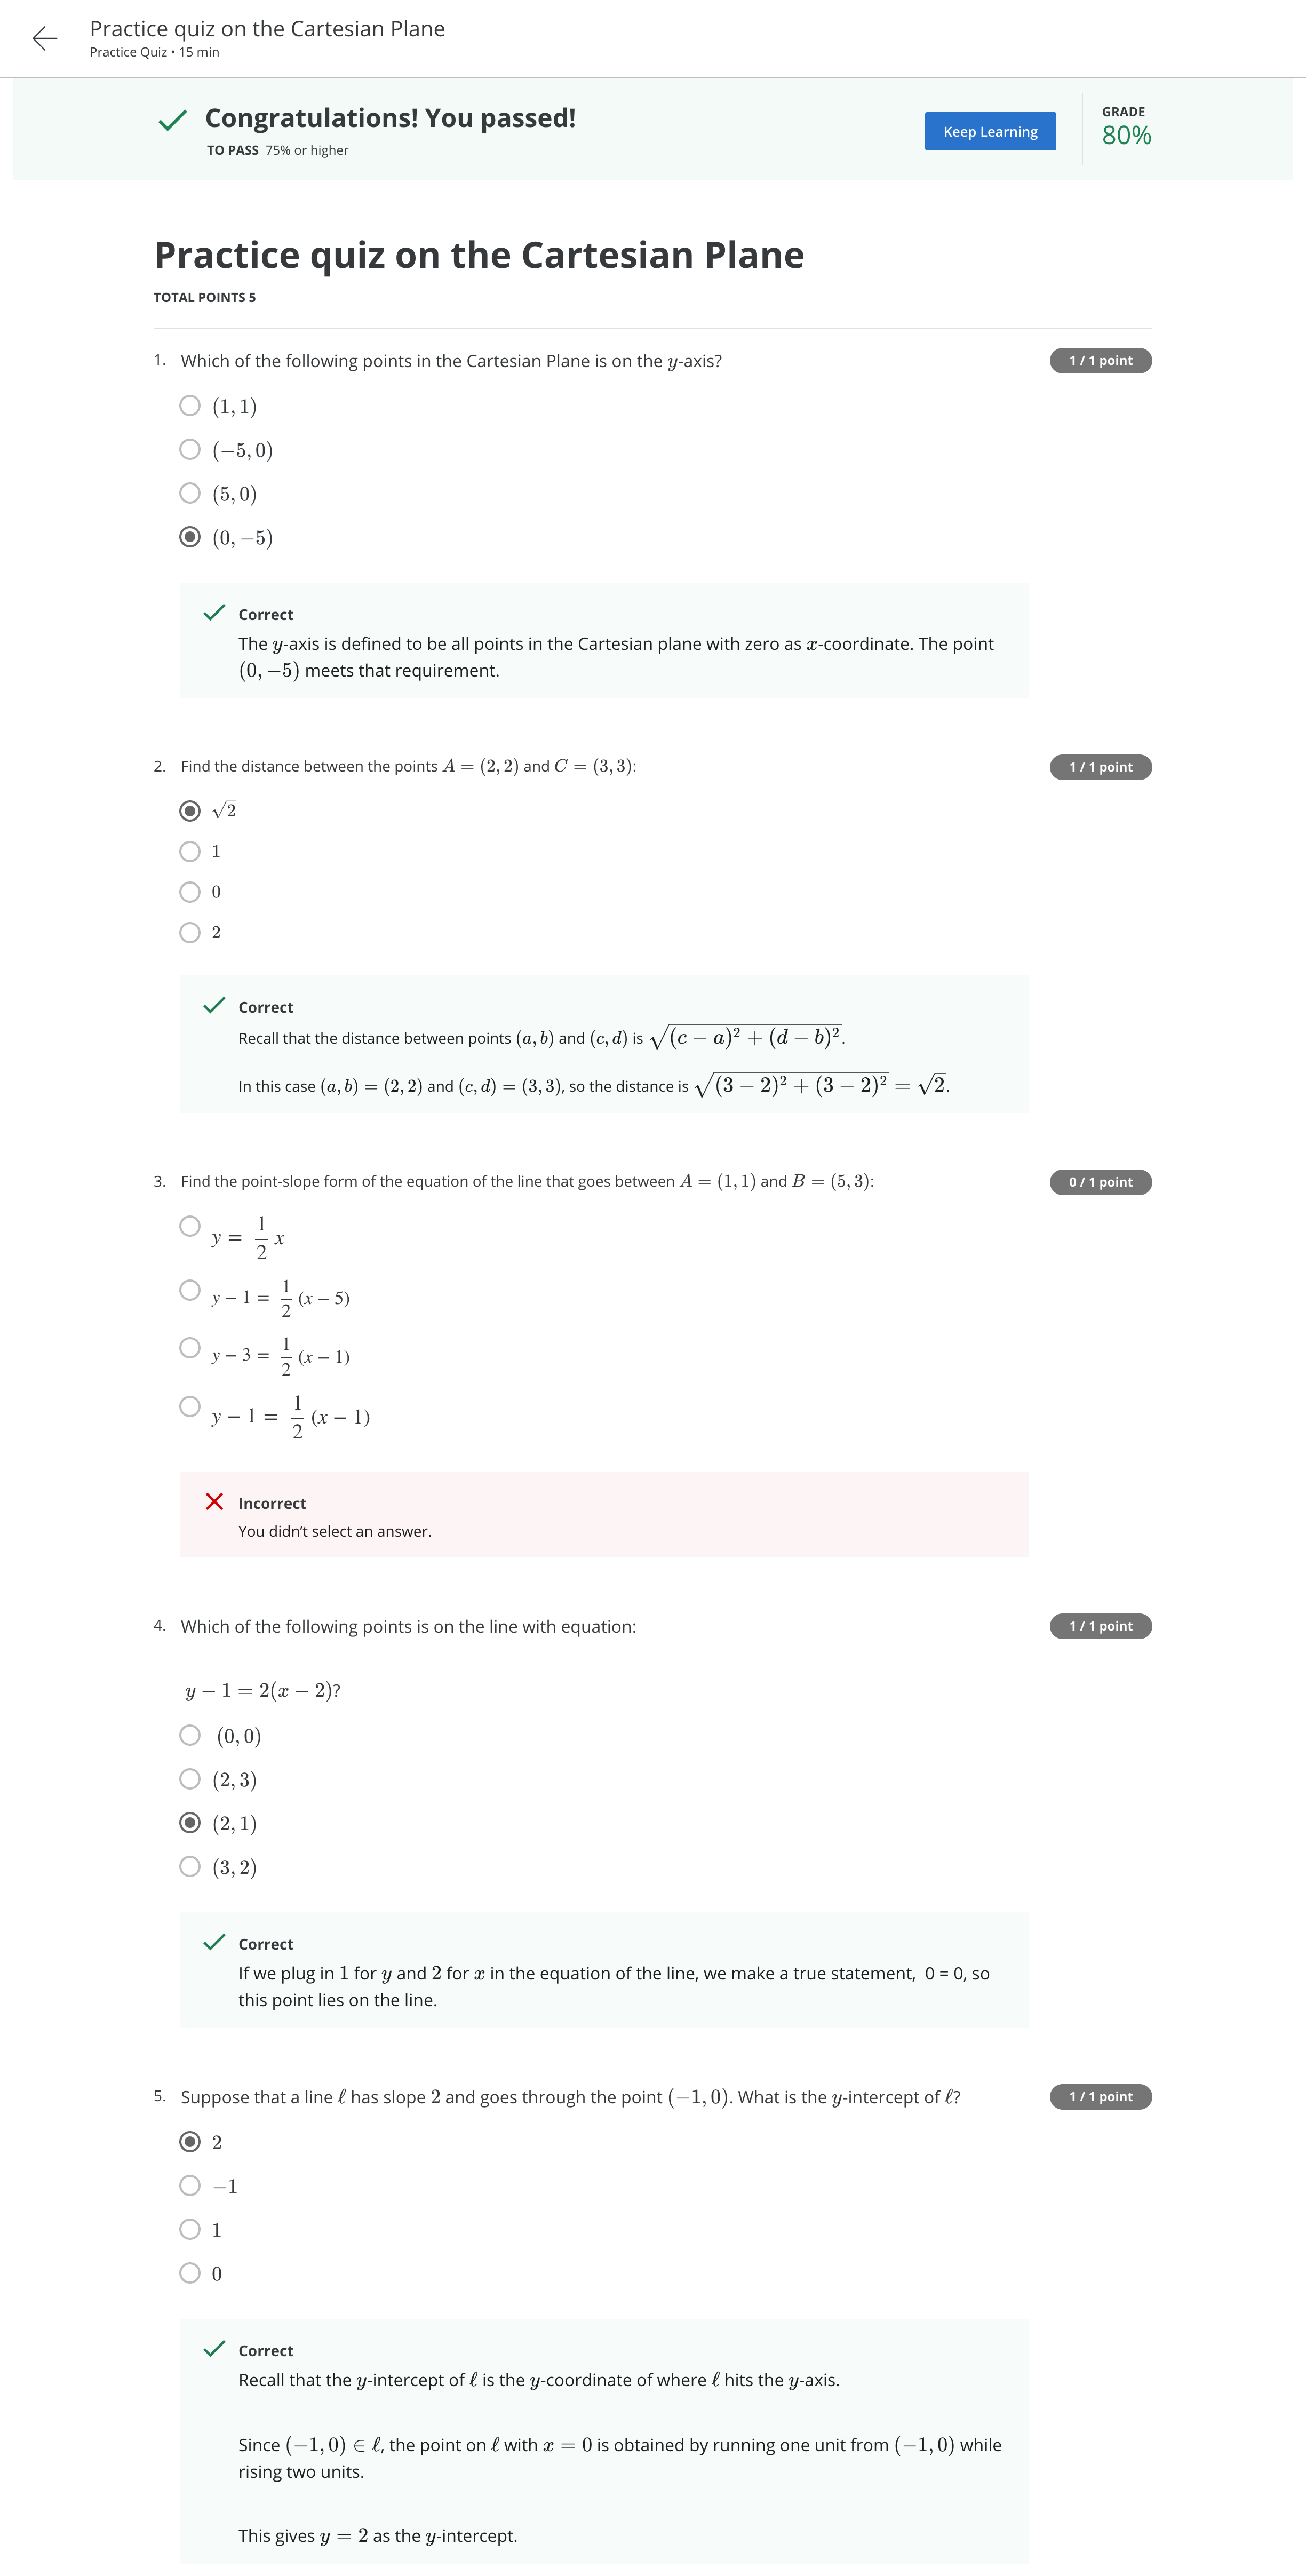 Practice quiz on the Cartesian Plane
Practice Quiz • 15 min
Congratulations! You passed!
TO PASS 75% or higher
Keep Learning
GRADE
80%
Practice quiz on the Cartesian Plane
TOTAL POINTS 5
1. Which of the following points in the Cartesian Plane is on the y-axis?
1 / 1 point
(1, 1)
(−5, 0)
(5, 0)
(0, −5)
Correct
The y-axis is defined to be all points in the Cartesian plane with zero as x-coordinate. The point
(0, −5) meets that requirement.
2. Find the distance between the points A = (2, 2) and C = (3, 3):
1 / 1 point
√2
1
0
2
Correct
Recall that the distance between points (a, b) and (c, d) is √((c − a)² + (d − b)²).
In this case (a, b) = (2, 2) and (c, d) = (3, 3), so the distance is √((3 − 2)² + (3 − 2)²) = √2.
3. Find the point-slope form of the equation of the line that goes between A = (1, 1) and B = (5, 3):
0 / 1 point
y = 1/2 x
y − 1 = 1/2 (x − 5)
y − 3 = 1/2 (x − 1)
y − 1 = 1/2 (x − 1)
Incorrect
You didn’t select an answer.
4. Which of the following points is on the line with equation:
1 / 1 point
y − 1 = 2(x − 2)?
(0, 0)
(2, 3)
(2, 1)
(3, 2)
Correct
If we plug in 1 for y and 2 for x in the equation of the line, we make a true statement, 0 = 0, so
this point lies on the line.
5. Suppose that a line ℓ has slope 2 and goes through the point (−1, 0). What is the y-intercept of ℓ?
1 / 1 point
2
−1
1
0
Correct
Recall that the y-intercept of ℓ is the y-coordinate of where ℓ hits the y-axis.
Since (−1, 0) ∈ ℓ, the point on ℓ with x = 0 is obtained by running one unit from (−1, 0) while
rising two units.
This gives y = 2 as the y-intercept.